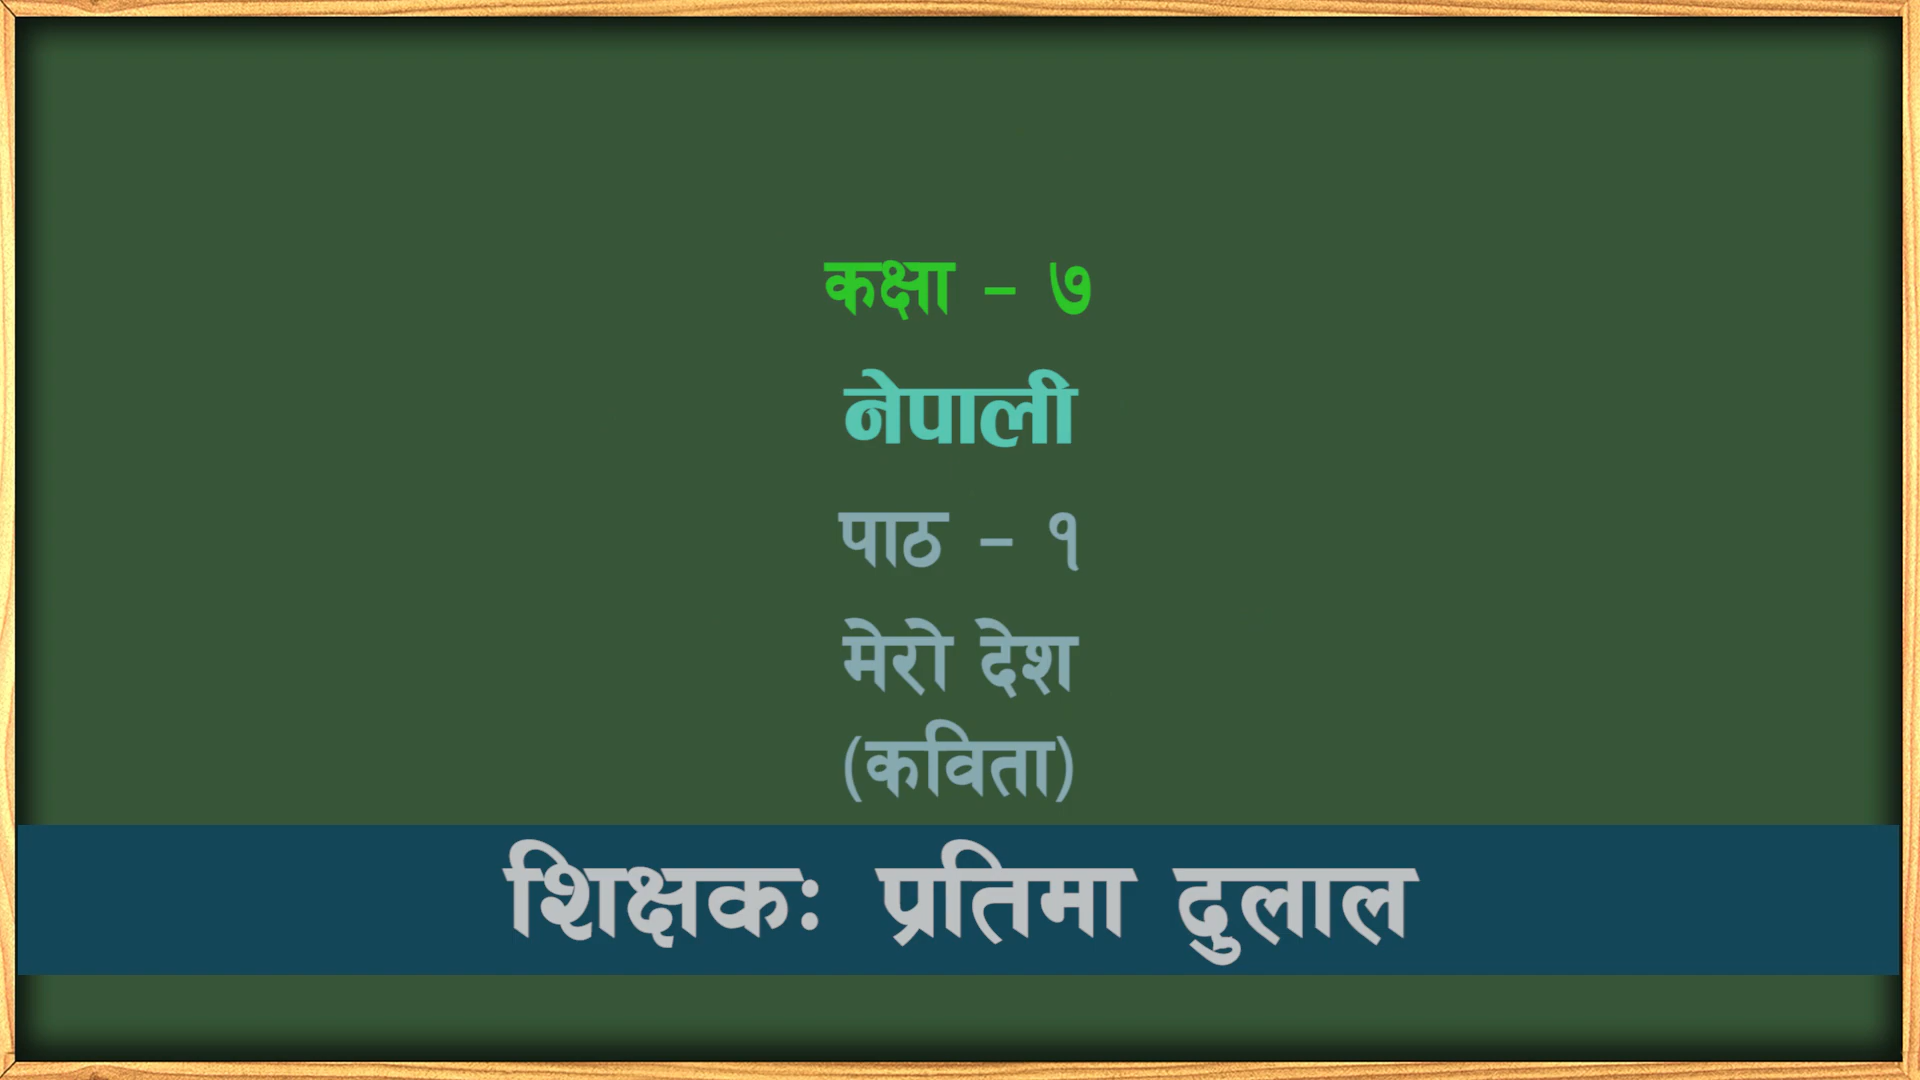 कक्षा – ७
नेपाली
पाठ – १
मेरो देश
(कविता)
शिक्षक: प्रतिमा दुलाल